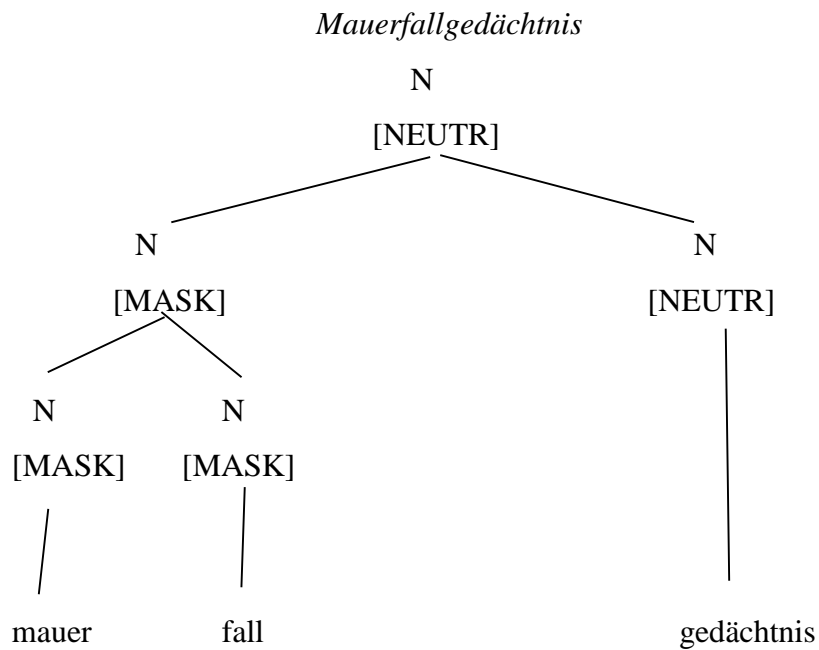 Mauerfallgedächtnis
N
[NEUTR]
N N
[MASK] [NEUTR]
N N
[MASK] [MASK]
mauer fall gedächtnis